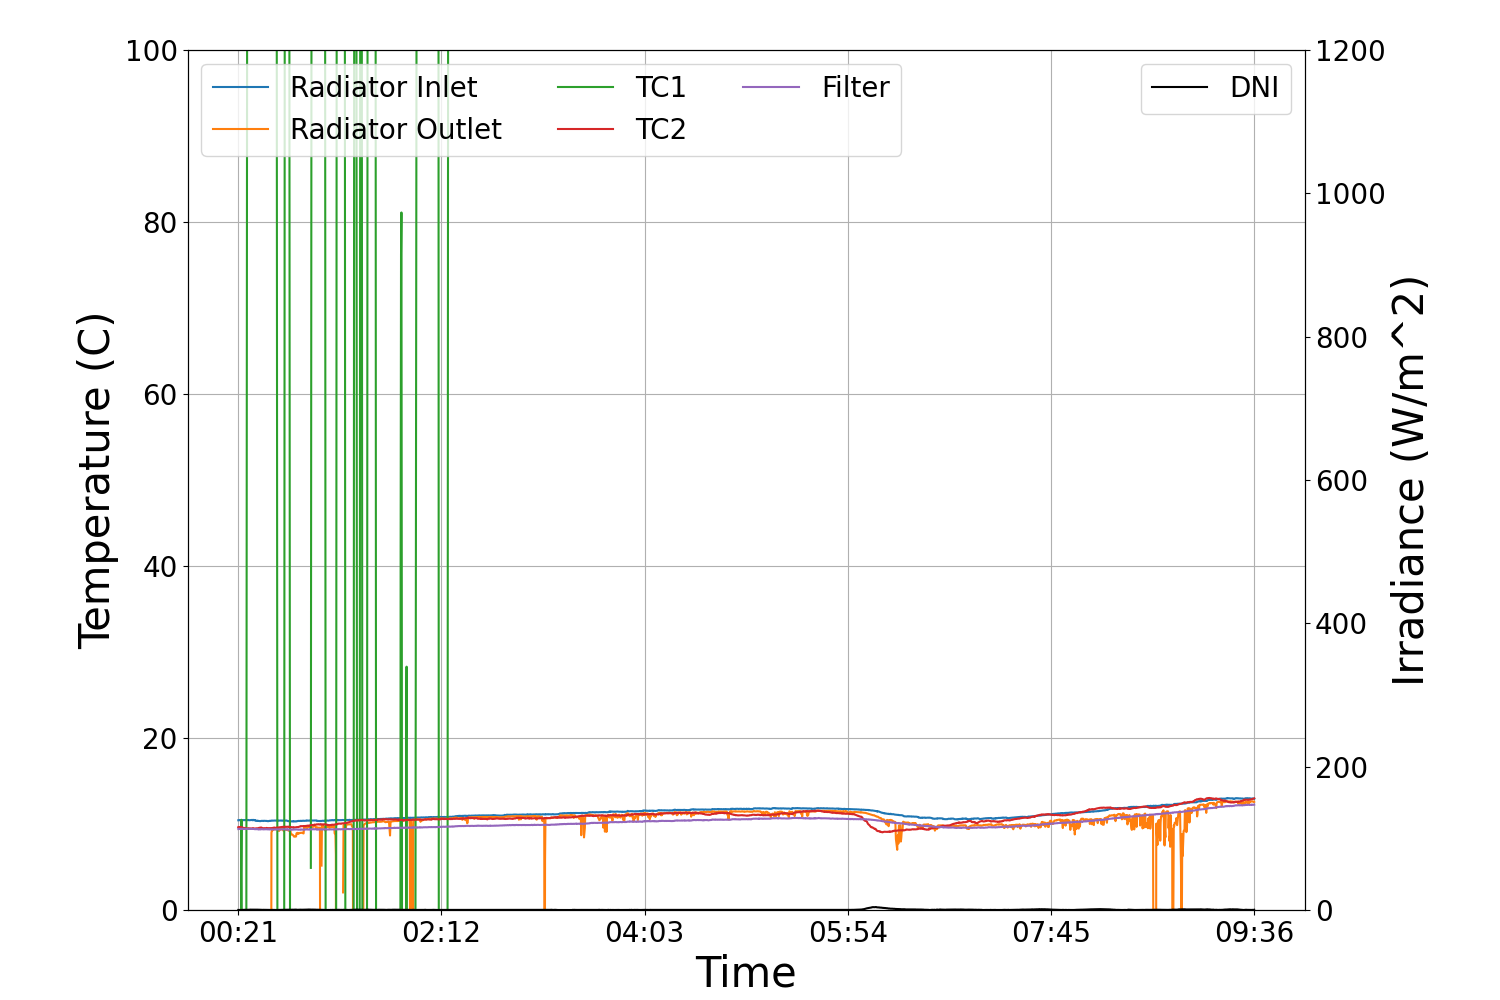 100
80
60
40
20
0
Temperature (C)
Radiator Inlet
Radiator Outlet
TC1
TC2
Filter
DNI
1200
1000
800
600
400
200
0
Irradiance (W/m^2)
00:21
02:12
04:03
05:54
07:45
09:36
Time